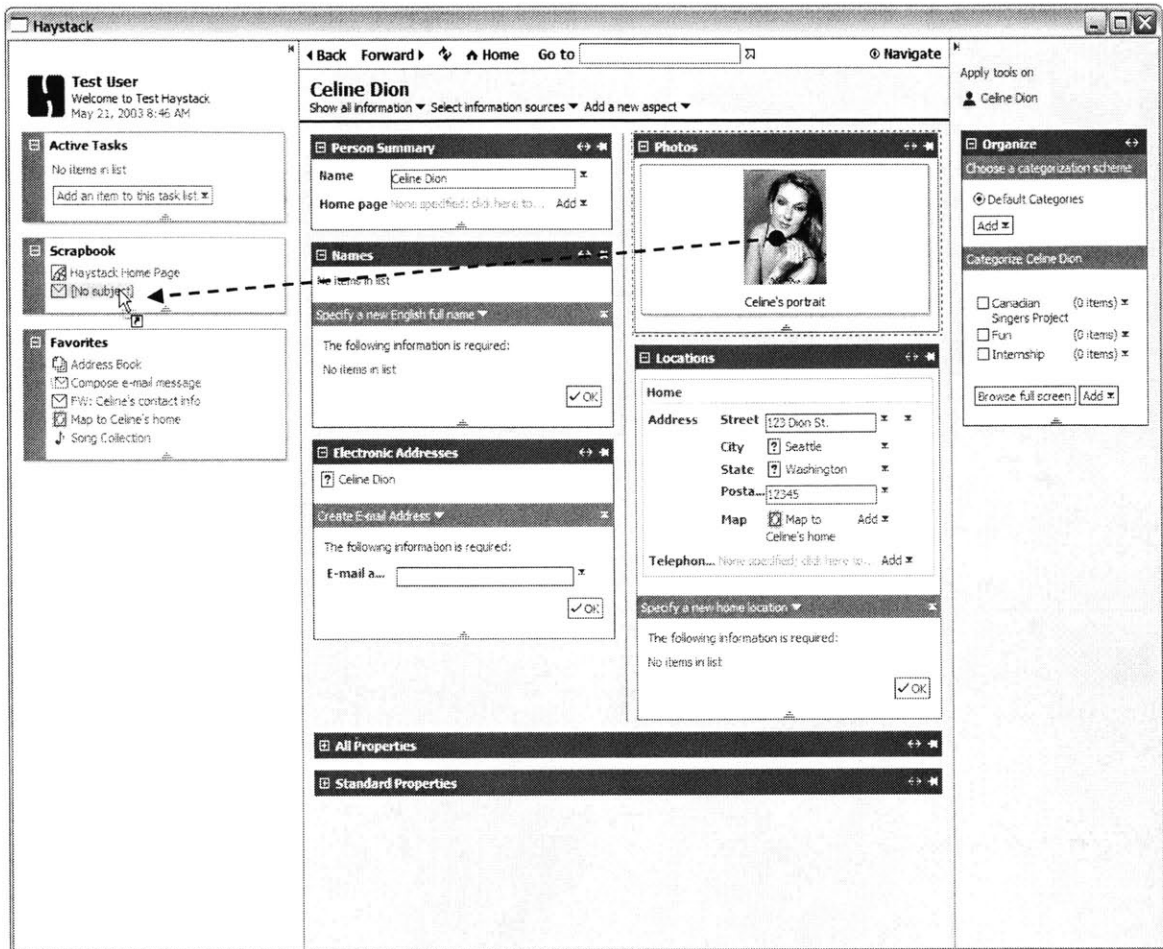 Haystack
Test User
Welcome to Test Haystack
May 21, 2003 8:46 AM
Active Tasks
No items in list
Add an item to this task list
Scrapbook
Haystack Home Page
[No subject]
Favorites
Address Book
Compose e-mail message
FW: Celine's contact info
Map to Celine's home
Song Collection
Back Forward Home Go to Navigate
Celine Dion
Show all information Select information sources Add a new aspect
Person Summary
Name Celine Dion
Home page None specified; click here to... Add
Names
No items in list
Specify a new English full name
The following information is required:
No items in list
OK
Electronic Addresses
Celine Dion
Create E-mail Address
The following information is required:
E-mail a...
OK
Photos
Celine's portrait
Locations
Home
Address Street 123 Dion St.
City Seattle
State Washington
Posta... 12345
Map Map to Add
Celine's home
Telephon... None specified; click here to... Add
Specify a new home location
The following information is required:
No items in list
OK
All Properties
Standard Properties
Apply tools on
Celine Dion
Organize
Choose a categorization scheme
Default Categories
Add
Categorize Celine Dion
Canadian (0 items)
Singers Project
Fun (0 items)
Internship (0 items)
Browse full screen Add